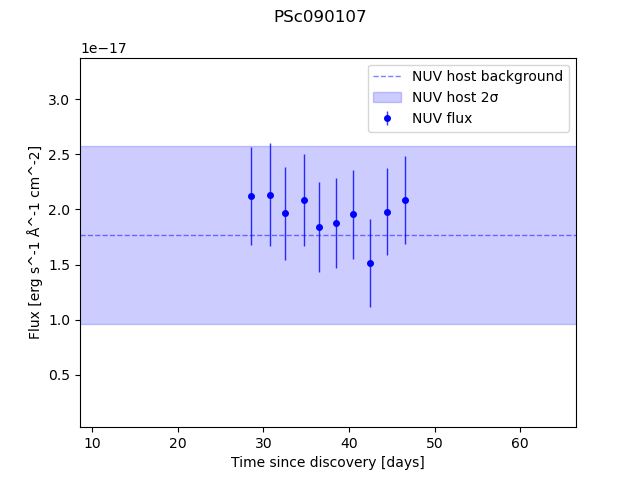 PSc090107
1e−17
NUV host background
NUV host 2σ
NUV flux
Flux [erg s^-1 Å^-1 cm^-2]
3.0
2.5
2.0
1.5
1.0
0.5
10 20 30 40 50 60
Time since discovery [days]